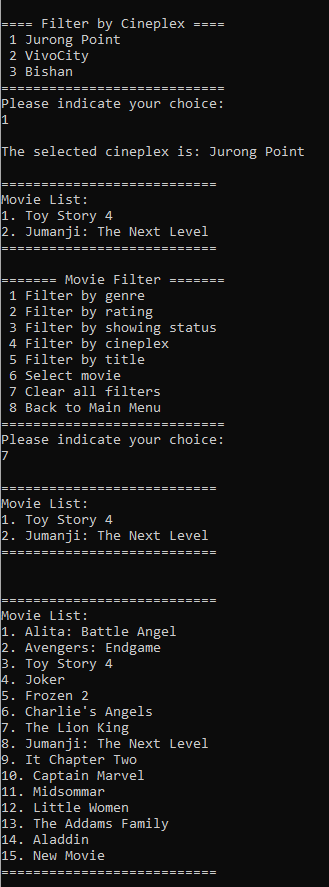 ==== Filter by Cineplex ====
1 Jurong Point
2 VivoCity
3 Bishan
============================
Please indicate your choice:
1
The selected cineplex is: Jurong Point
===========================
Movie List:
1. Toy Story 4
2. Jumanji: The Next Level
===========================
======= Movie Filter =======
1 Filter by genre
2 Filter by rating
3 Filter by showing status
4 Filter by cineplex
5 Filter by title
6 Select movie
7 Clear all filters
8 Back to Main Menu
============================
Please indicate your choice:
7
===========================
Movie List:
1. Toy Story 4
2. Jumanji: The Next Level
===========================
===========================
Movie List:
1. Alita: Battle Angel
2. Avengers: Endgame
3. Toy Story 4
4. Joker
5. Frozen 2
6. Charlie's Angels
7. The Lion King
8. Jumanji: The Next Level
9. It Chapter Two
10. Captain Marvel
11. Midsommar
12. Little Women
13. The Addams Family
14. Aladdin
15. New Movie
===========================